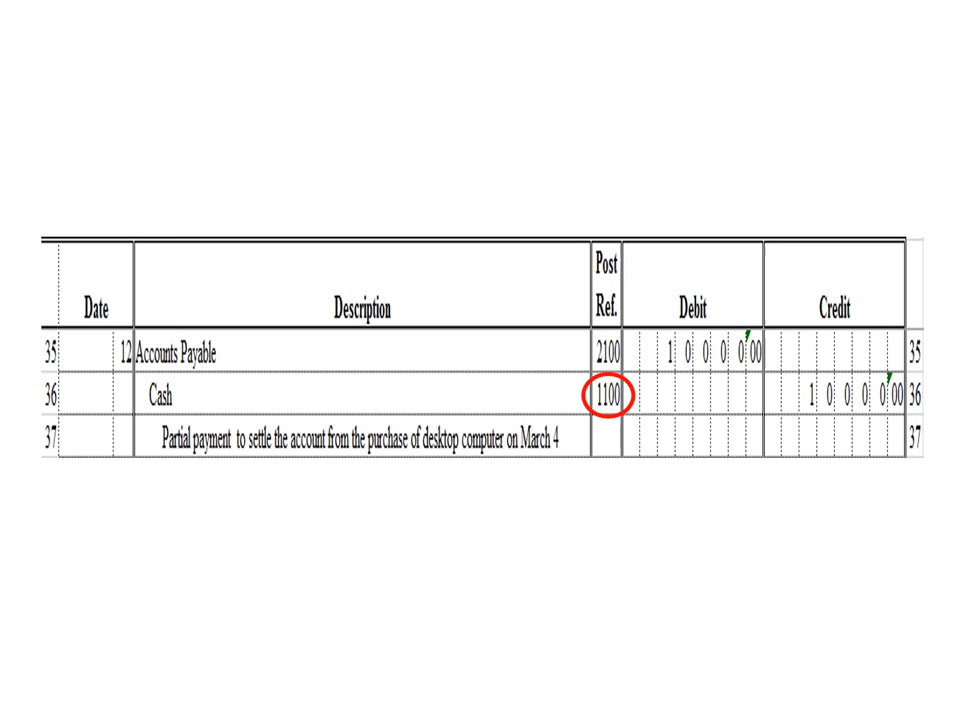 Date Description Post Ref. Debit Credit
35 12 Accounts Payable 2100 1 0 0 0 0 00 35
36 Cash 1100 1 0 0 0 0 00 36
37 Partial payment to settle the account from the purchase of desktop computer on March 4 37